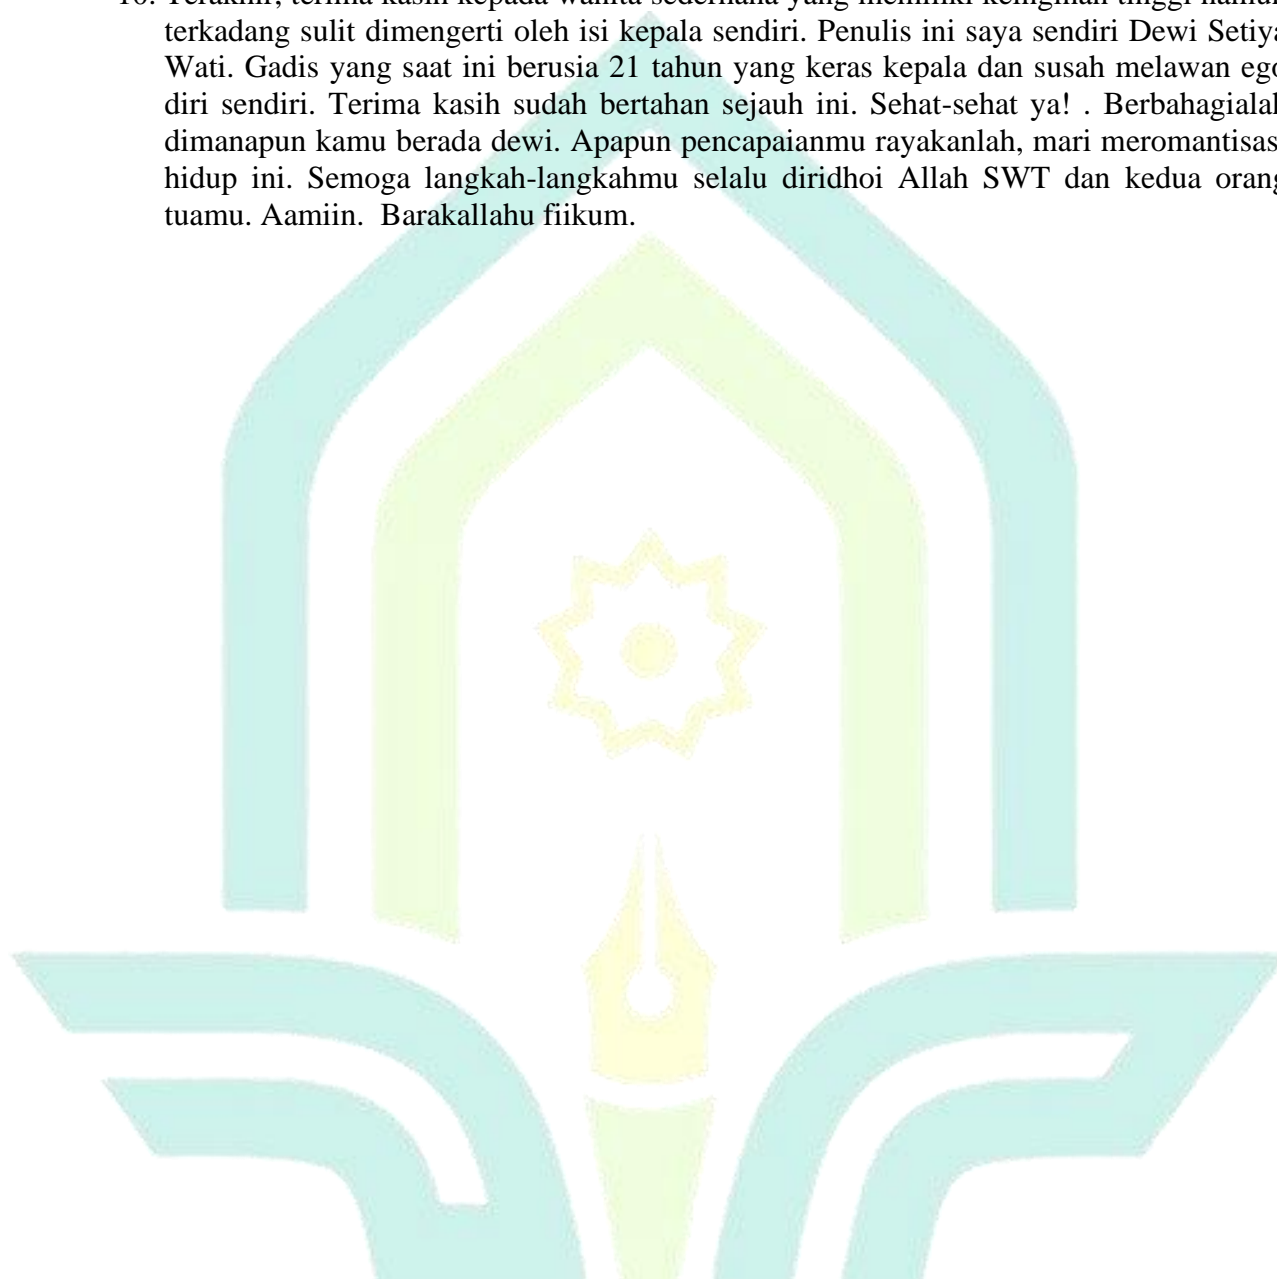 10. Terakhir, terima kasih kepada wanita sederhana yang memiliki keinginan tinggi namun
terkadang sulit dimengerti oleh isi kepala sendiri. Penulis ini saya sendiri Dewi Setiya
Wati. Gadis yang saat ini berusia 21 tahun yang keras kepala dan susah melawan ego
diri sendiri. Terima kasih sudah bertahan sejauh ini. Sehat-sehat ya! . Berbahagialah
dimanapun kamu berada dewi. Apapun pencapaianmu rayakanlah, mari meromantisasi
hidup ini. Semoga langkah-langkahmu selalu diridhoi Allah SWT dan kedua orang
tuamu. Aamiin. Barakallahu fiikum.